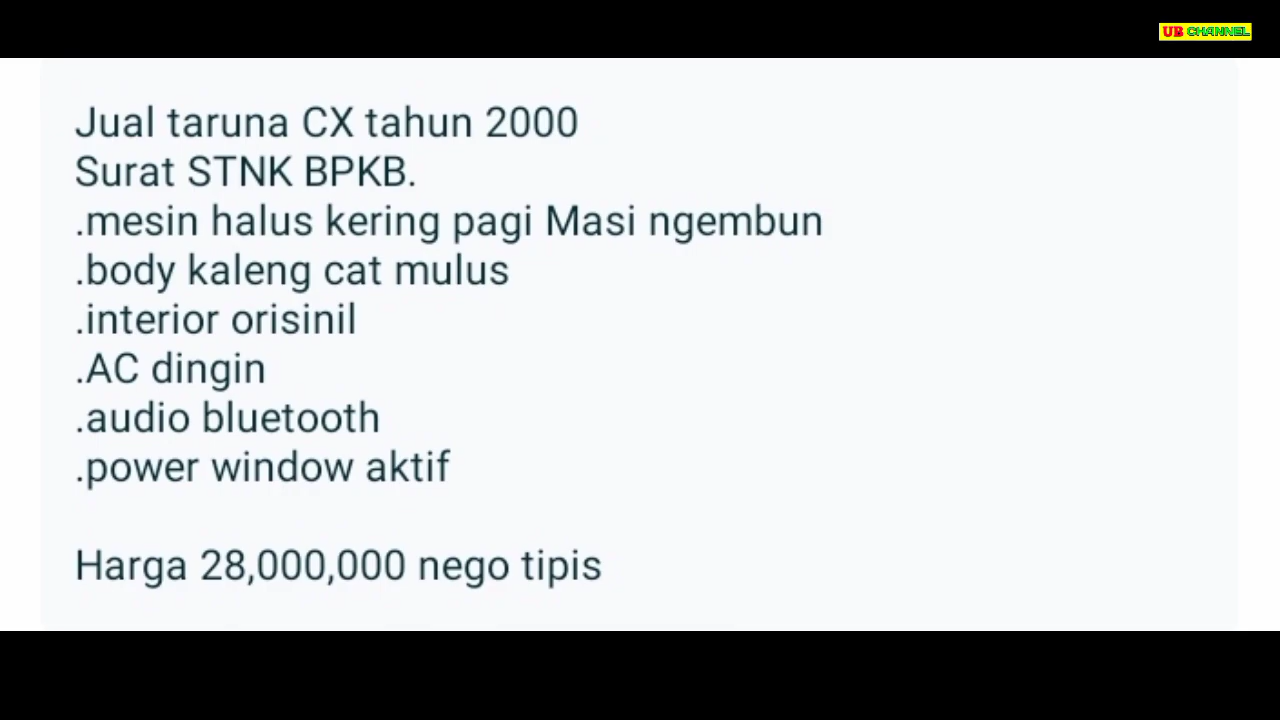 UB CHANNEL
Jual taruna CX tahun 2000
Surat STNK BPKB.
.mesin halus kering pagi Masi ngembun
.body kaleng cat mulus
.interior orisinil
.AC dingin
.audio bluetooth
.power window aktif
Harga 28,000,000 nego tipis